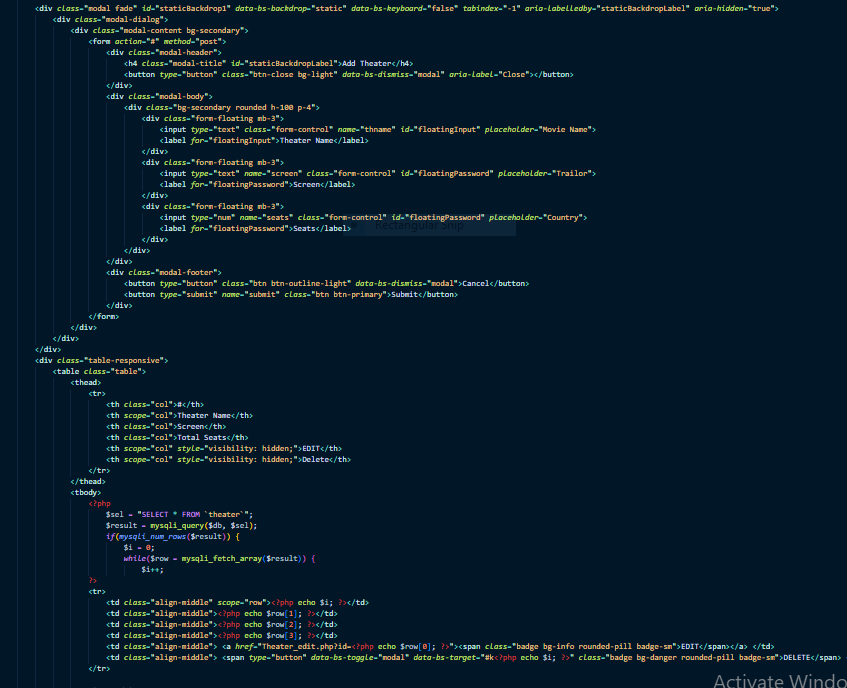 <div class="modal fade" id="staticBackdrop1" data-bs-backdrop="static" data-bs-keyboard="false" tabindex="-1" aria-labelledby="staticBackdropLabel" aria-hidden="true">
<div class="modal-dialog">
<div class="modal-content bg-secondary">
<form action="#" method="post">
<div class="modal-header">
<h4 class="modal-title" id="staticBackdropLabel">Add Theater</h4>
<button type="button" class="btn-close bg-light" data-bs-dismiss="modal" aria-label="Close"></button>
</div>
<div class="modal-body">
<div class="bg-secondary rounded h-100 p-4">
<div class="form-floating mb-3">
<input type="text" class="form-control" name="thname" id="floatingInput" placeholder="Movie Name">
<label for="floatingInput">Theater Name</label>
</div>
<div class="form-floating mb-3">
<input type="text" name="screen" class="form-control" id="floatingPassword" placeholder="Trailor">
<label for="floatingPassword">Screen</label>
</div>
<div class="form-floating mb-3">
<input type="num" name="seats" class="form-control" id="floatingPassword" placeholder="Country">
<label for="floatingPassword">Seats</label>
Rectangular Snip
</div>
</div>
</div>
<div class="modal-footer">
<button type="button" class="btn btn-outline-light" data-bs-dismiss="modal">Cancel</button>
<button type="submit" name="submit" class="btn btn-primary">Submit</button>
</div>
</form>
</div>
</div>
</div>
<div class="table-responsive">
<table class="table">
<thead>
<tr>
<th class="col">#</th>
<th scope="col">Theater Name</th>
<th class="col">Screen</th>
<th class="col">Total Seats</th>
<th scope="col" style="visibility: hidden;">EDIT</th>
<th scope="col" style="visibility: hidden;">Delete</th>
</tr>
</thead>
<tbody>
<?php
$sel = "SELECT * FROM `theater`";
$result = mysqli_query($db, $sel);
if(mysqli_num_rows($result)) {
$i = 0;
while($row = mysqli_fetch_array($result)) {
$i++;
?>
<tr>
<td class="align-middle" scope="row"><?php echo $i; ?></td>
<td class="align-middle"><?php echo $row[1]; ?></td>
<td class="align-middle"><?php echo $row[2]; ?></td>
<td class="align-middle"><?php echo $row[3]; ?></td>
<td class="align-middle"> <a href="Theater_edit.php?id=<?php echo $row[0]; ?>"><span class="badge bg-info rounded-pill badge-sm">EDIT</span></a> </td>
<td class="align-middle"> <span type="button" data-bs-toggle="modal" data-bs-target="#k<?php echo $i; ?>" class="badge bg-danger rounded-pill badge-sm">DELETE</span>
</tr>
Activate Windo